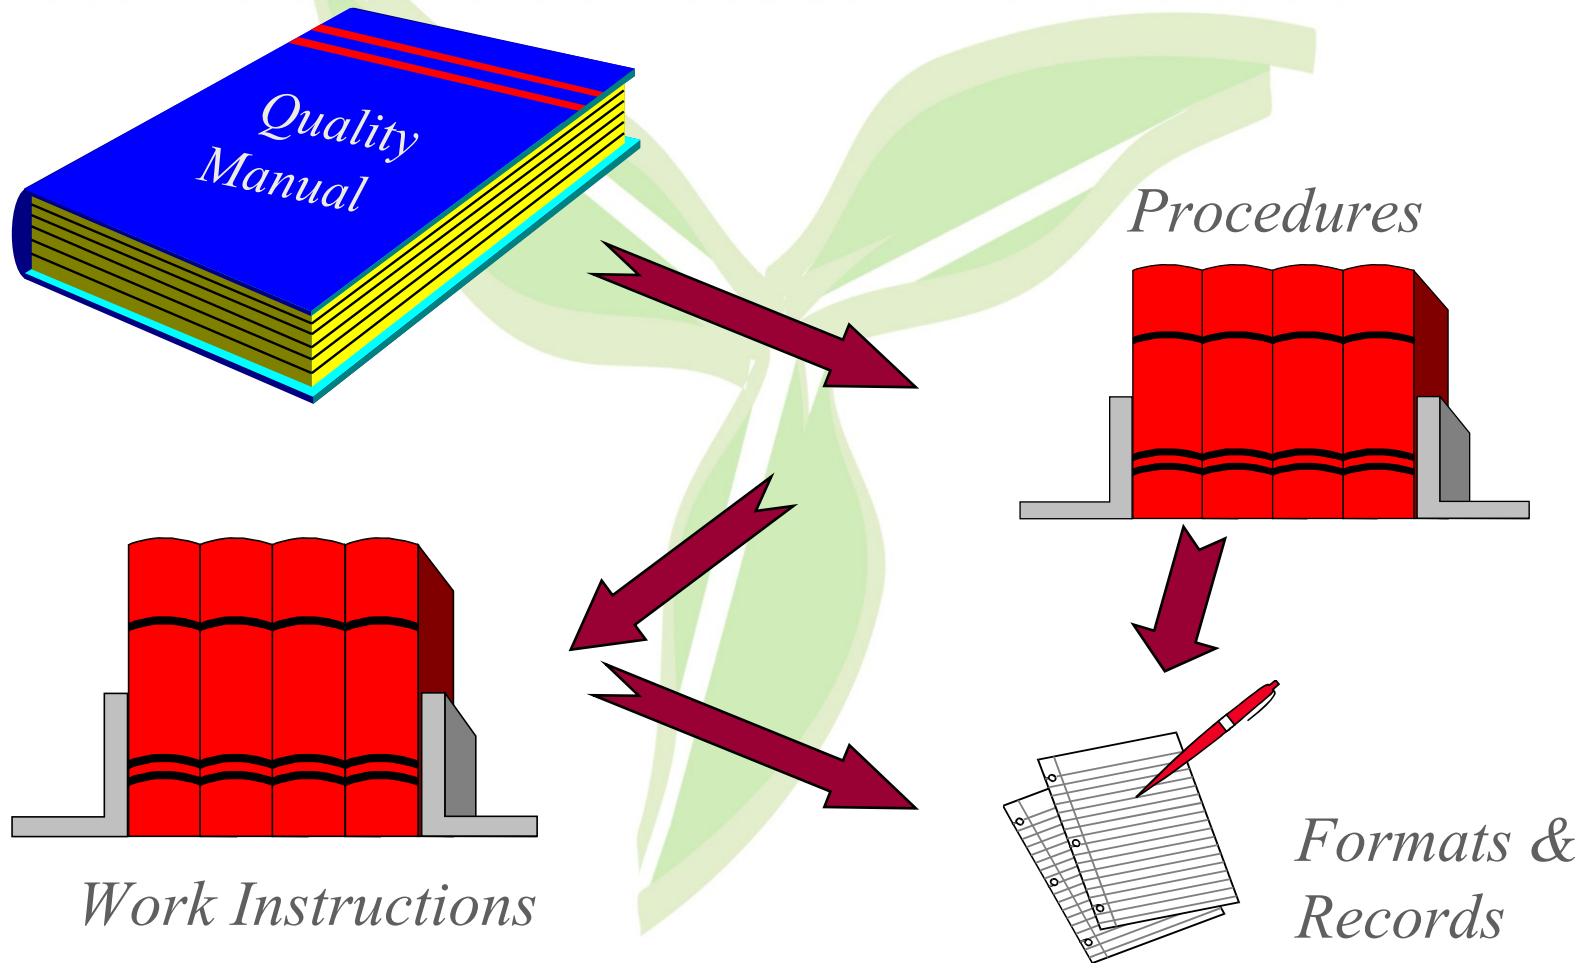 Quality
Manual
Procedures
Work Instructions
Formats &
Records